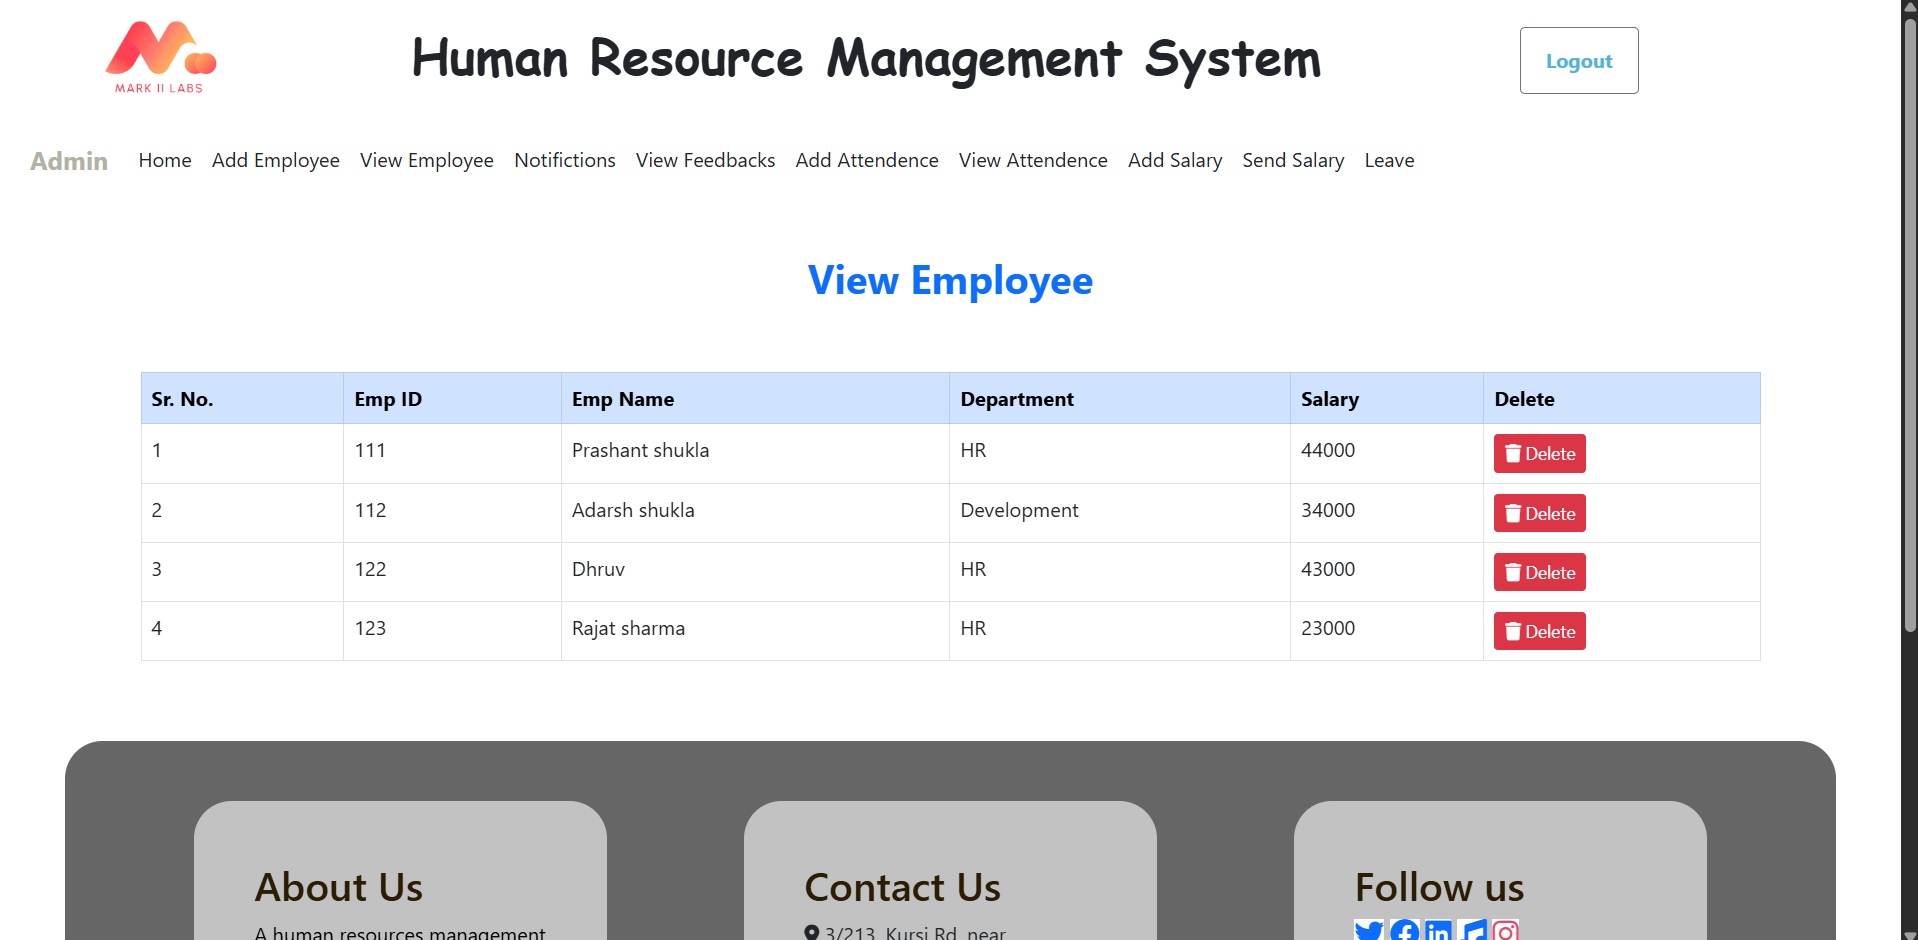 MARK II LABS
Human Resource Management System
Logout
Admin Home Add Employee View Employee Notifictions View Feedbacks Add Attendence View Attendence Add Salary Send Salary Leave
View Employee
Sr. No. Emp ID Emp Name Department Salary Delete
1 111 Prashant shukla HR 44000 Delete
2 112 Adarsh shukla Development 34000 Delete
3 122 Dhruv HR 43000 Delete
4 123 Rajat sharma HR 23000 Delete
About Us
A human resources management
Contact Us
3/213, Kursi Rd, near
Follow us